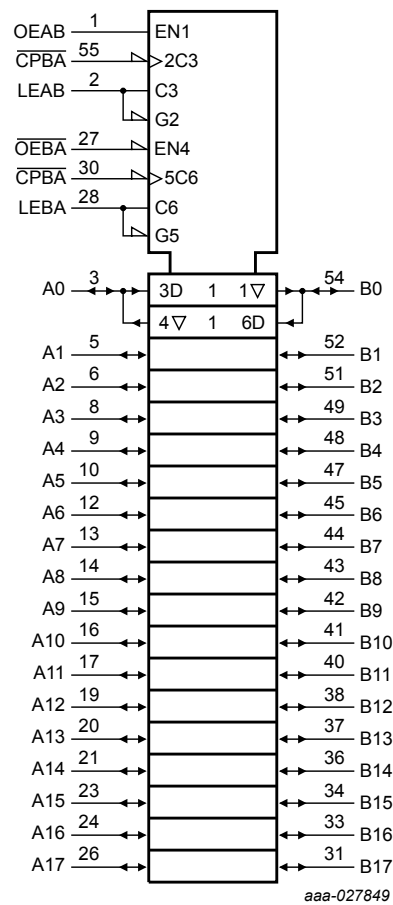 OEAB 1 EN1
CPBA 55 2C3
LEAB 2 C3
G2
OEBA 27 EN4
CPBA 30 5C6
LEBA 28 C6
G5
A0 3 3D 1 1▽ 54 B0
4▽ 1 6D
A1 5 52 B1
A2 6 51 B2
A3 8 49 B3
A4 9 48 B4
A5 10 47 B5
A6 12 45 B6
A7 13 44 B7
A8 14 43 B8
A9 15 42 B9
A10 16 41 B10
A11 17 40 B11
A12 19 38 B12
A13 20 37 B13
A14 21 36 B14
A15 23 34 B15
A16 24 33 B16
A17 26 31 B17
aaa-027849